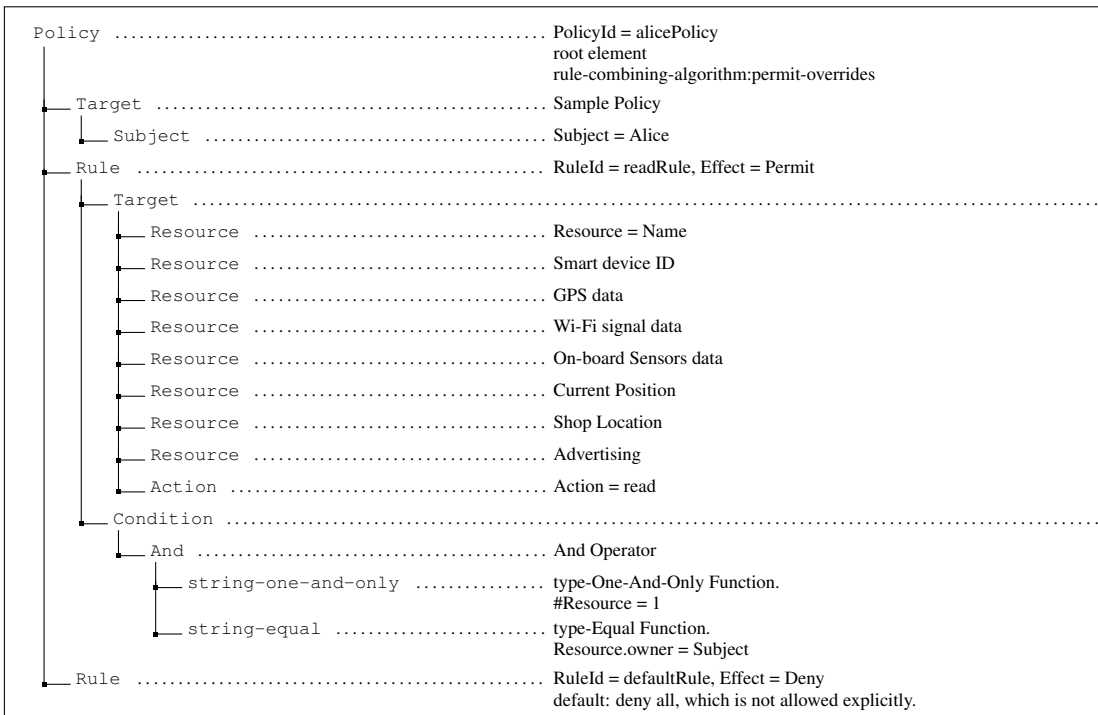 Policy ........ PolicyId = alicePolicy
root element
rule-combining-algorithm:permit-overrides
Target ........ Sample Policy
Subject ........ Subject = Alice
Rule ........ RuleId = readRule, Effect = Permit
Target ........
Resource ........ Resource = Name
Resource ........ Smart device ID
Resource ........ GPS data
Resource ........ Wi-Fi signal data
Resource ........ On-board Sensors data
Resource ........ Current Position
Resource ........ Shop Location
Resource ........ Advertising
Action ........ Action = read
Condition ........
And ........ And Operator
string-one-and-only ........ type-One-And-Only Function.
#Resource = 1
string-equal ........ type-Equal Function.
Resource.owner = Subject
Rule ........ RuleId = defaultRule, Effect = Deny
default: deny all, which is not allowed explicitly.